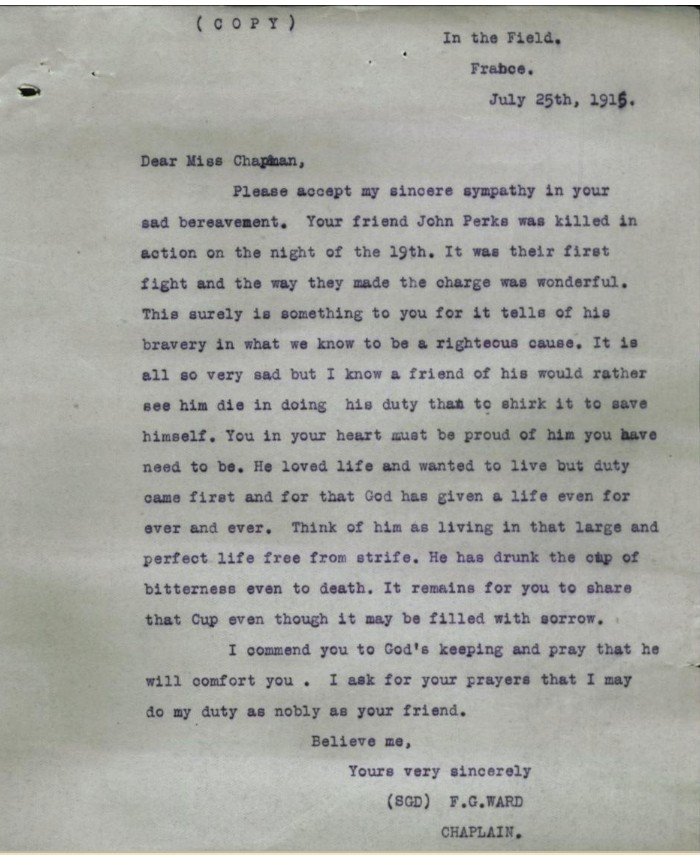 ( C O P Y )
In the Field.
France.
July 25th, 1916.
Dear Miss Chapman,
Please accept my sincere sympathy in your
sad bereavement. Your friend John Perks was killed in
action on the night of the 19th. It was their first
fight and the way they made the charge was wonderful.
This surely is something to you for it tells of his
bravery in what we know to be a righteous cause. It is
all so very sad but I know a friend of his would rather
see him die in doing his duty than to shirk it to save
himself. You in your heart must be proud of him you have
need to be. He loved life and wanted to live but duty
came first and for that God has given a life even for
ever and ever. Think of him as living in that large and
perfect life free from strife. He has drunk the cup of
bitterness even to death. It remains for you to share
that Cup even though it may be filled with sorrow.
I commend you to God's keeping and pray that he
will comfort you . I ask for your prayers that I may
do my duty as nobly as your friend.
Believe me,
Yours very sincerely
(SGD) F.G.WARD
CHAPLAIN.